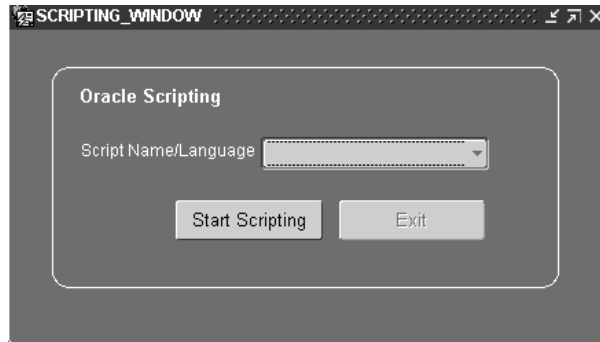 SCRIPTING_WINDOW
Oracle Scripting
Script Name/Language
Start Scripting
Exit